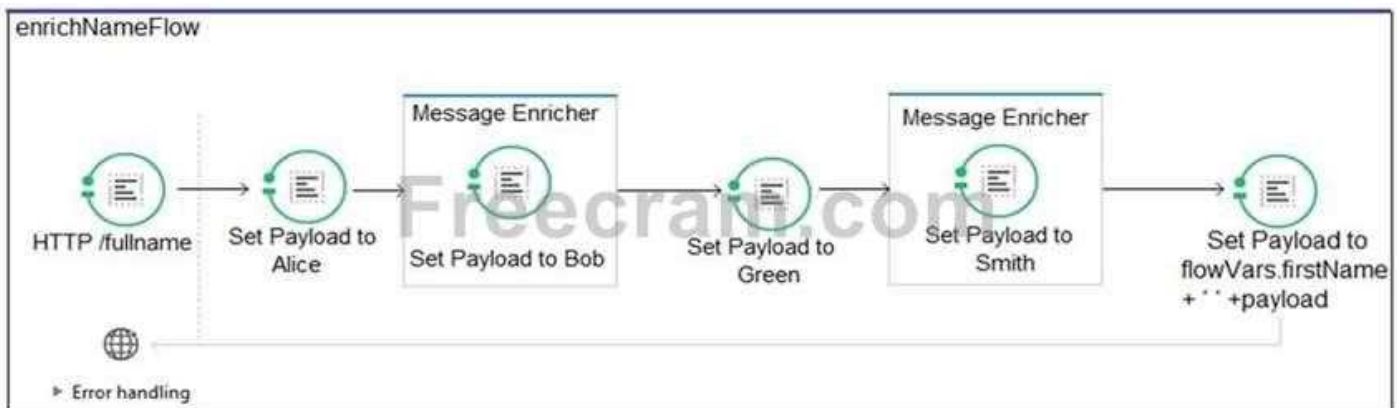 enrichNameFlow
Message Enricher
Message Enricher
HTTP /fullname
Set Payload to
Alice
Set Payload to Bob
Set Payload to
Green
Set Payload to
Smith
Set Payload to
flowVars.firstName
+ ' ' +payload
Freecram.com
Error handling